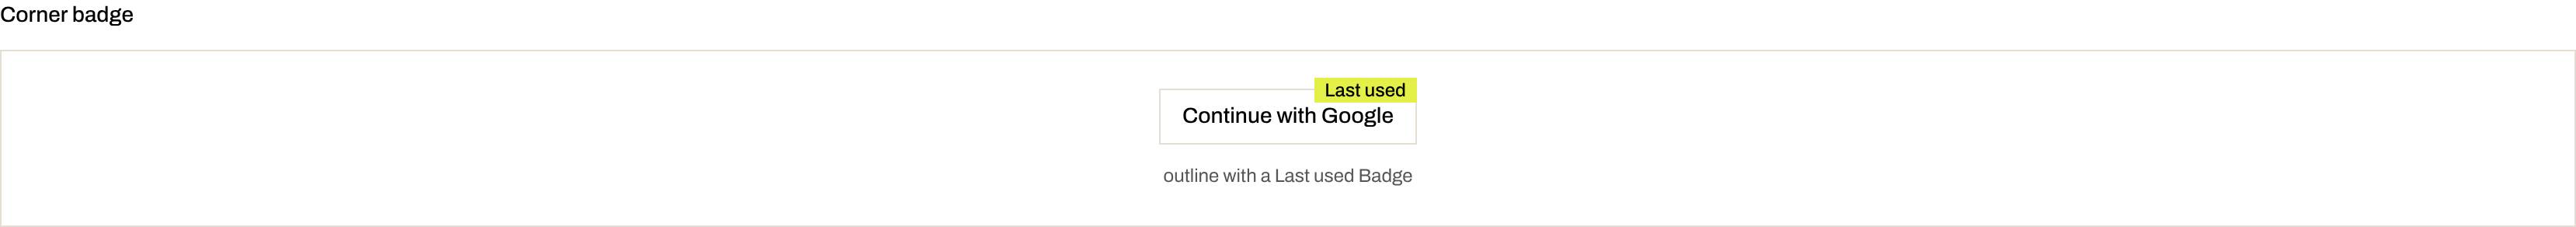 Corner badge
Last used
Continue with Google
outline with a Last used Badge